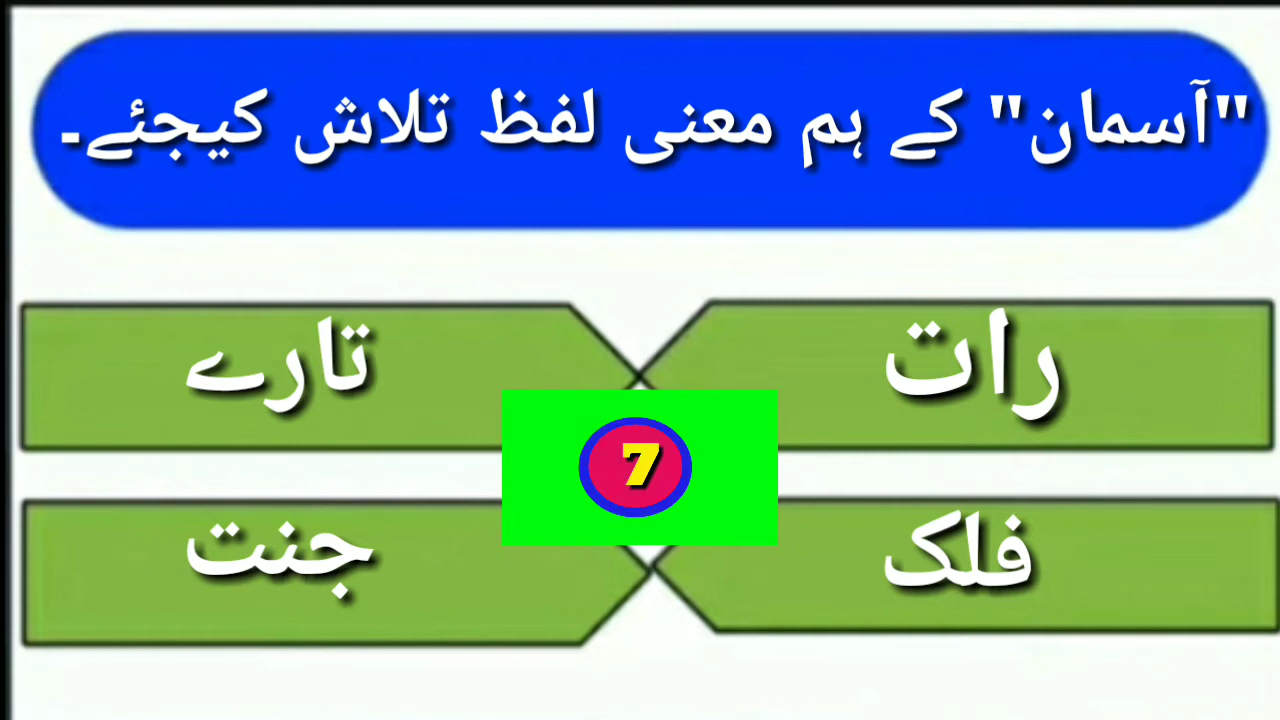 "آسمان" کے ہم معنی لفظ تلاش کیجئے۔
رات
تارے
7
فلک
جنت